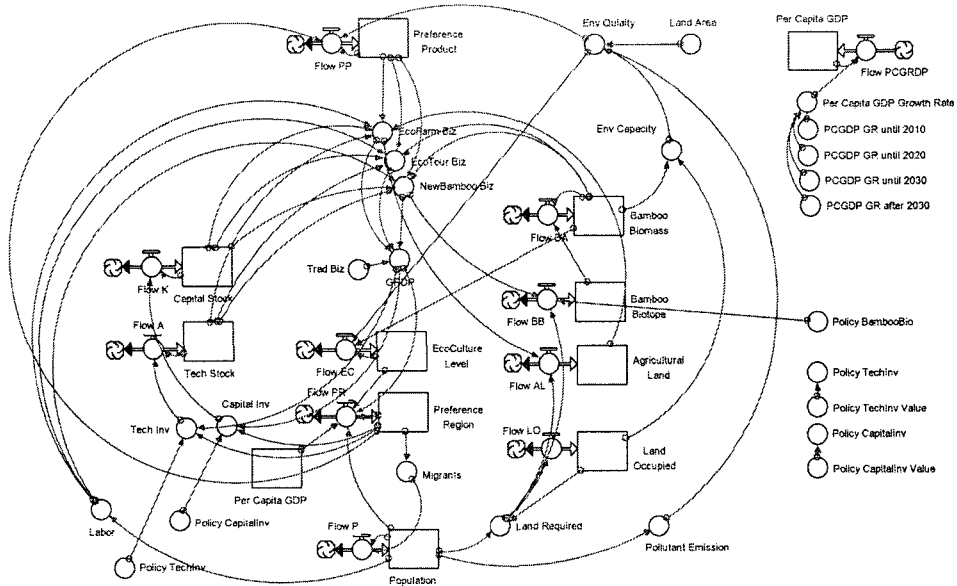 Env Quality
Land Area
Per Capita GDP
Preference
Product
Flow PP
Flow PCGRDP
Per Capita GDP Growth Rate
PCGDP GR until 2010
PCGDP GR until 2020
PCGDP GR until 2030
PCGDP GR after 2030
EcoFarm Biz
EcoTour Biz
NewBamboo Biz
Env Capacity
Bamboo
Biomass
Flow BA
Trad Biz
GRDP
Flow K
Capital Stock
Bamboo
Biotope
Flow BB
Policy BambooBio
Flow A
Tech Stock
EcoCulture
Level
Flow EC
Agricultural
Land
Flow AL
Policy TechInv
Policy TechInv Value
Policy CapitalInv
Policy CapitalInv Value
Flow PR
Capital Inv
Tech Inv
Preference
Region
Flow LO
Land
Occupied
Per Capita GDP
Migrants
Labor
Policy CapitalInv
Policy TechInv
Flow P
Population
Land Required
Pollutant Emission